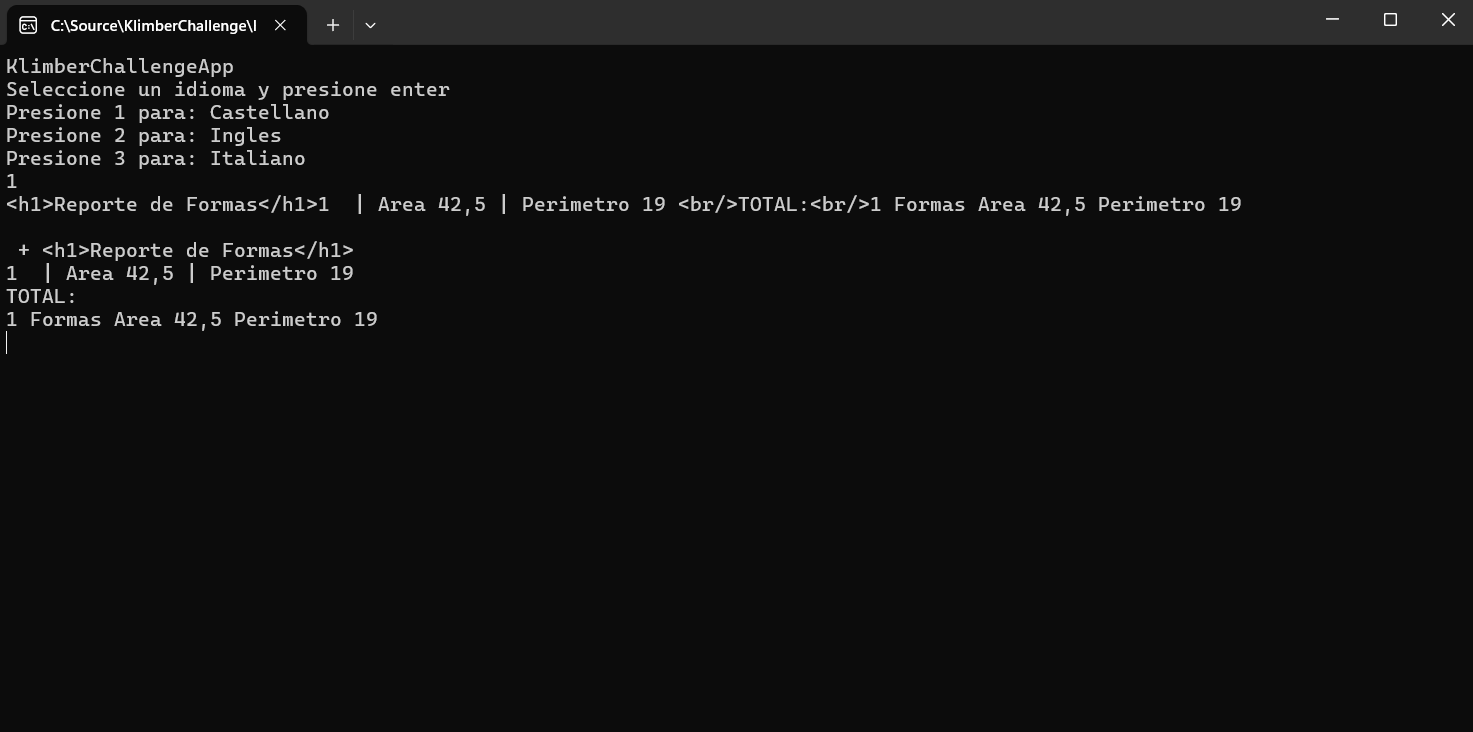 C:\Source\KlimberChallenge\I
KlimberChallengeApp
Seleccione un idioma y presione enter
Presione 1 para: Castellano
Presione 2 para: Ingles
Presione 3 para: Italiano
1
<h1>Reporte de Formas</h1>1  | Area 42,5 | Perimetro 19 <br/>TOTAL:<br/>1 Formas Area 42,5 Perimetro 19
 + <h1>Reporte de Formas</h1>
1  | Area 42,5 | Perimetro 19
TOTAL:
1 Formas Area 42,5 Perimetro 19